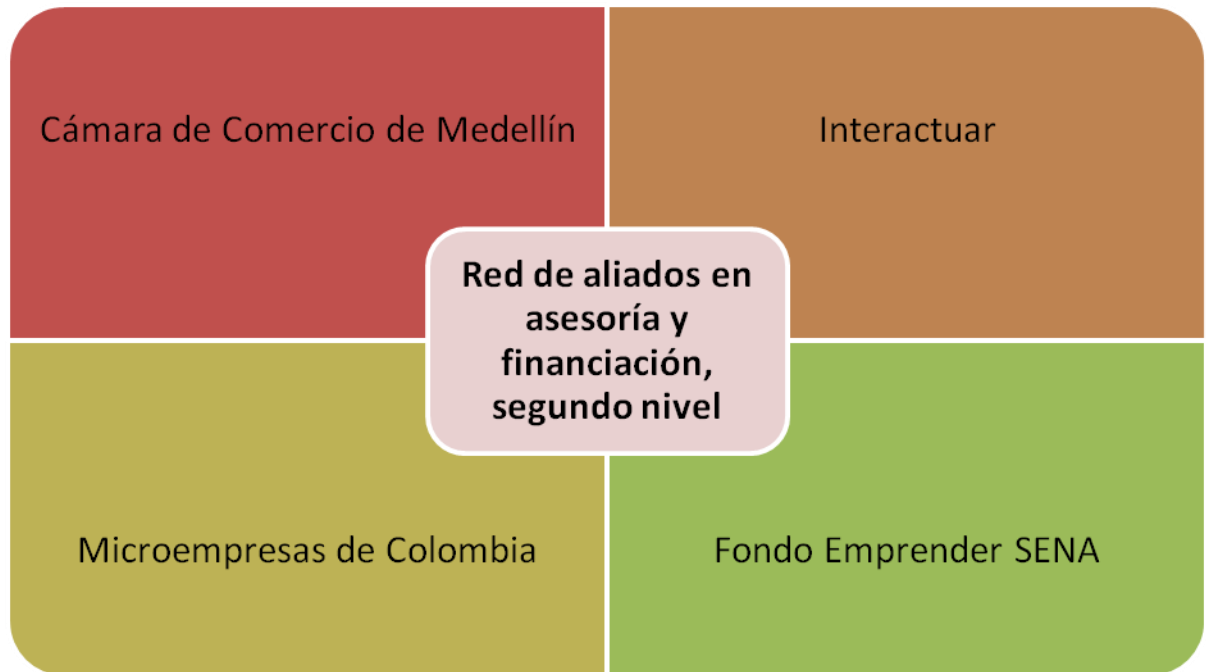 Cámara de Comercio de Medellín
Interactuar
Red de aliados en
asesoría y
financiación,
segundo nivel
Microempresas de Colombia
Fondo Emprender SENA